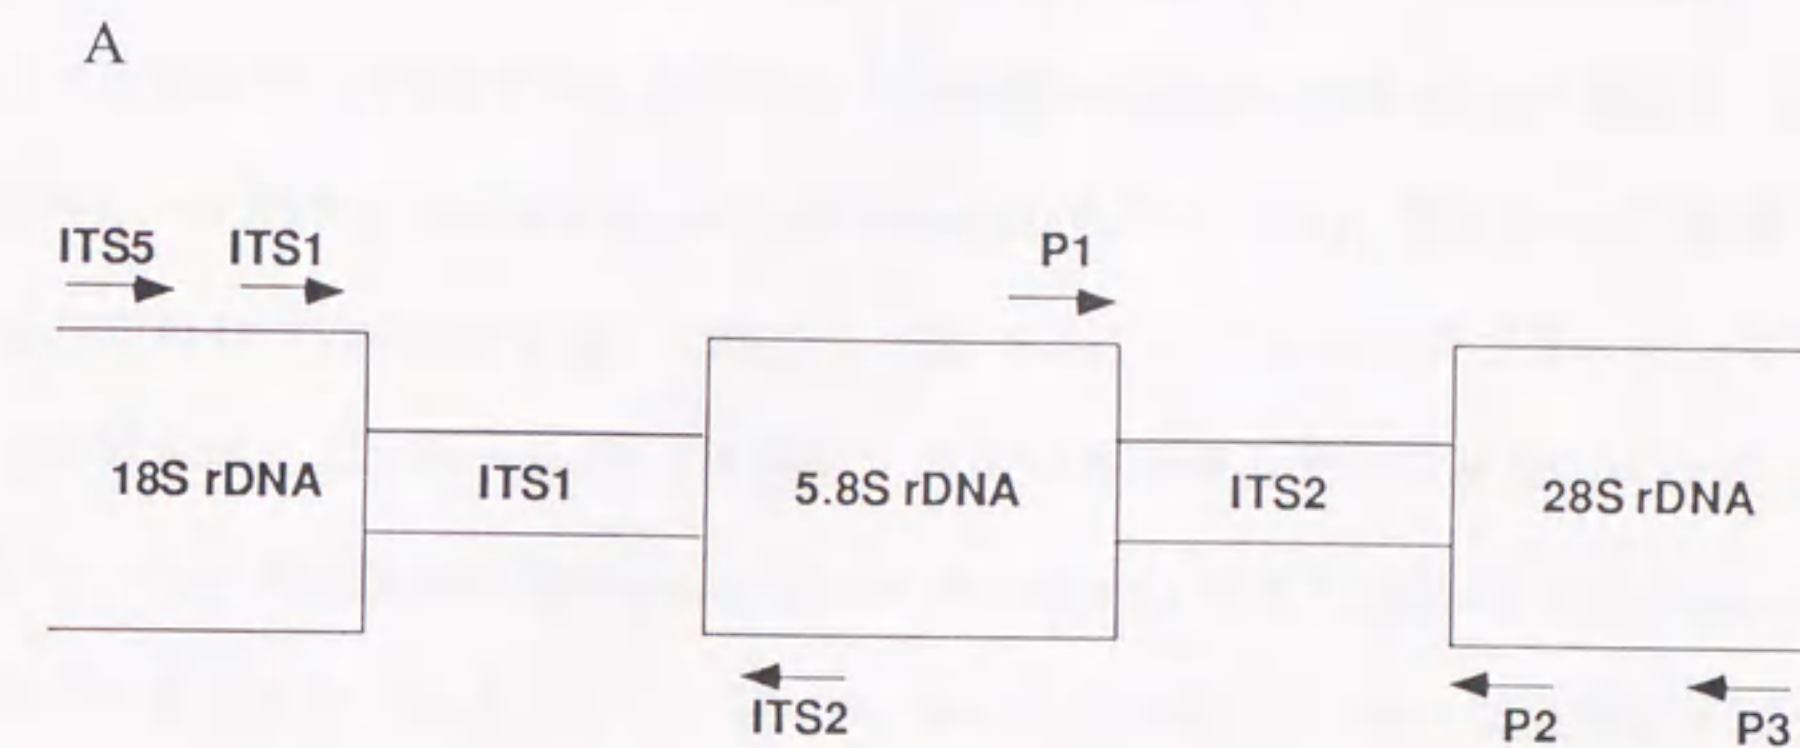 A
ITS5 ITS1 P1
18S rDNA ITS1 5.8S rDNA ITS2 28S rDNA
ITS2 P2 P3